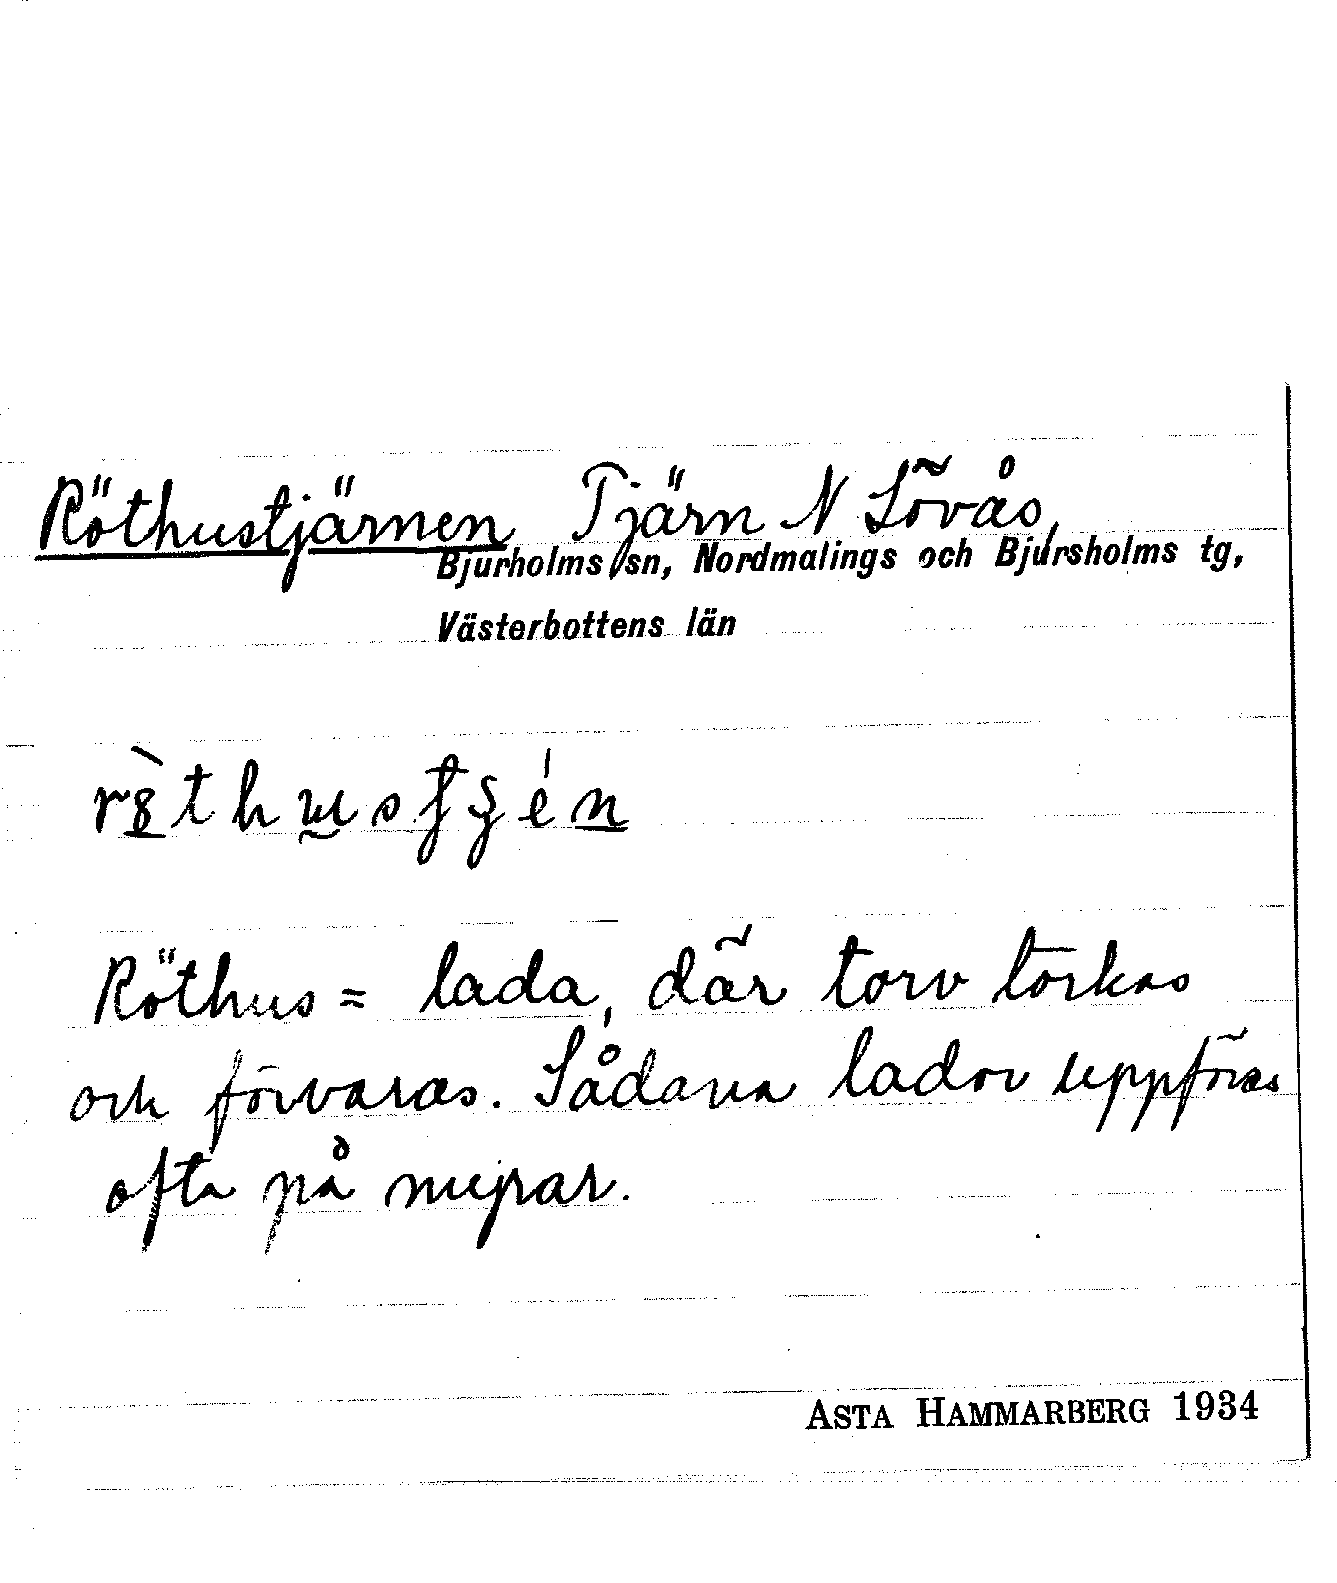 Röthustjärnen Tjärn N Lövås,
Bjurholms sn, Nordmalings och Bjursholms tg,
Västerbottens län
Röthus = lada, där torv torkas
och förvaras. Sådana lador uppföras
ofta på myrar.
ASTA HAMMARBERG 1934